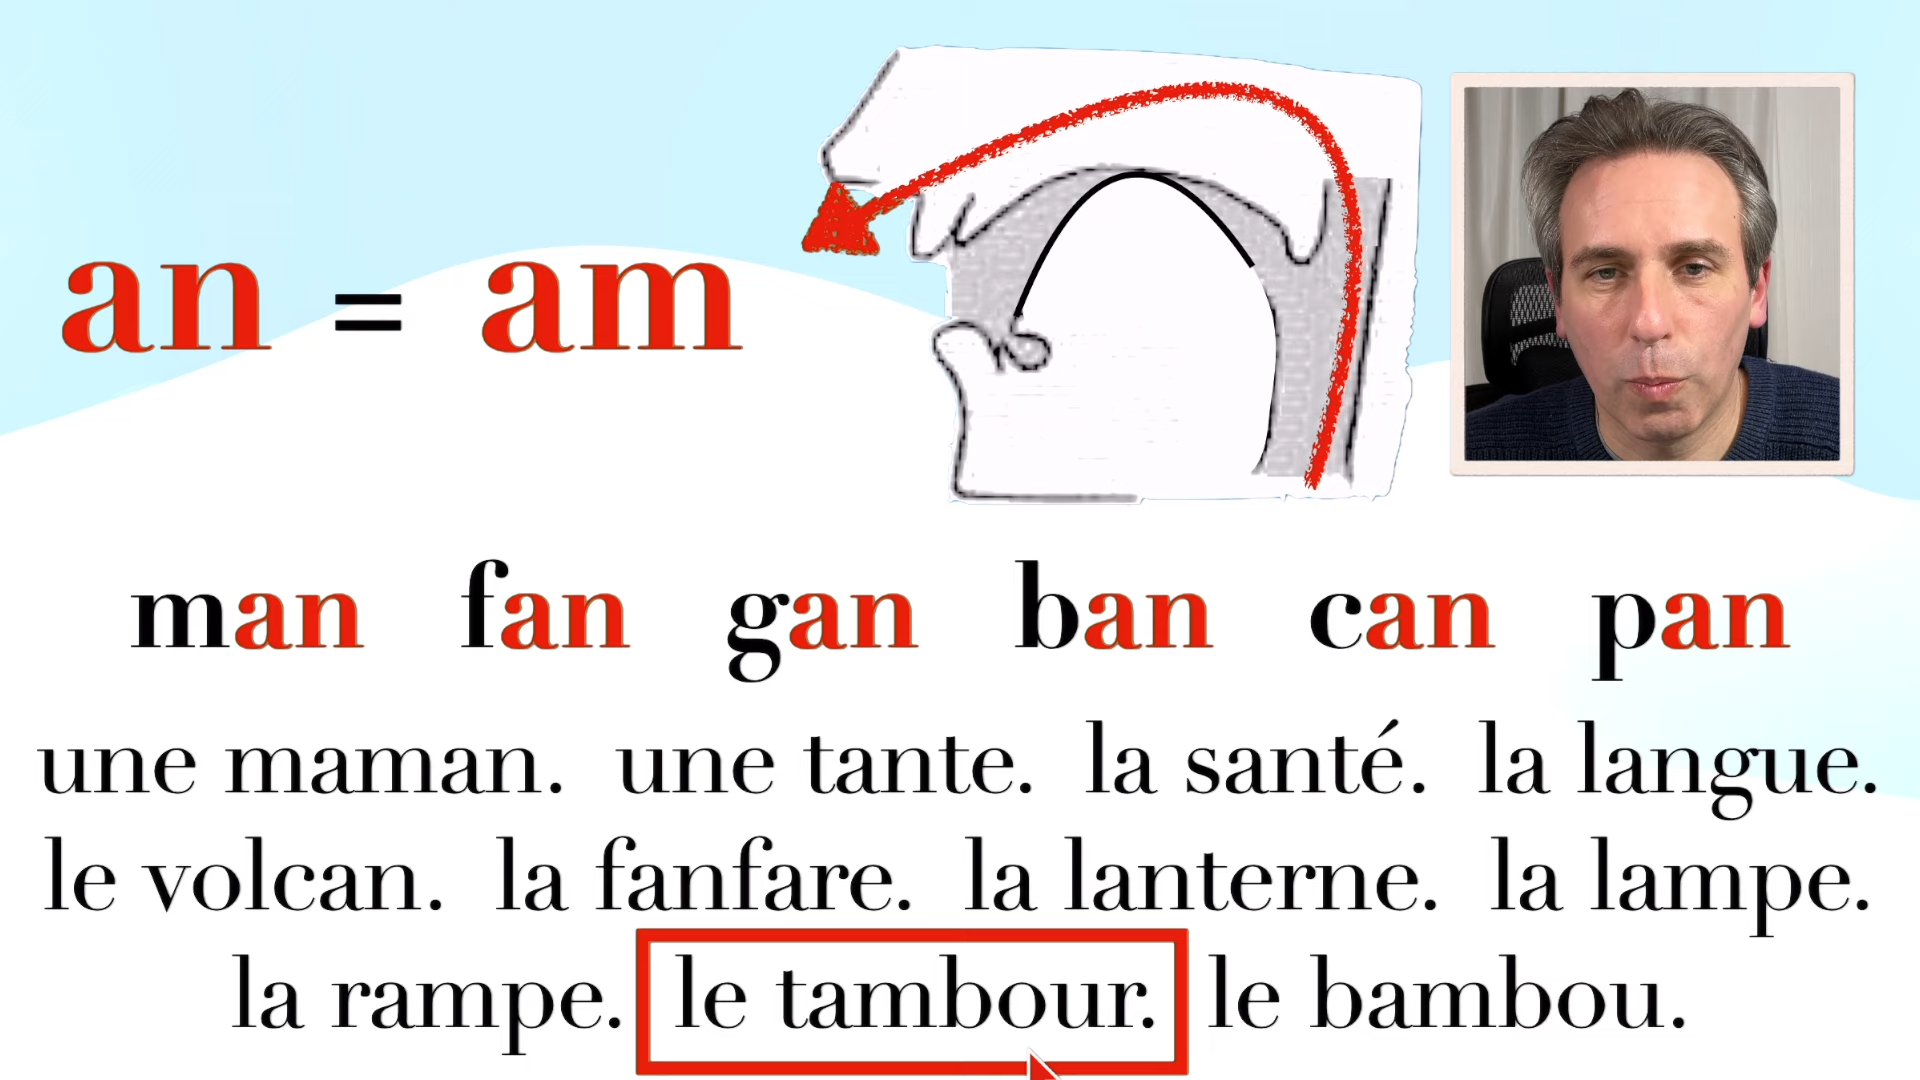 an = am
man fan gan ban can pan
une maman. une tante. la santé. la langue.
le volcan. la fanfare. la lanterne. la lampe.
la rampe. le tambour. le bambou.